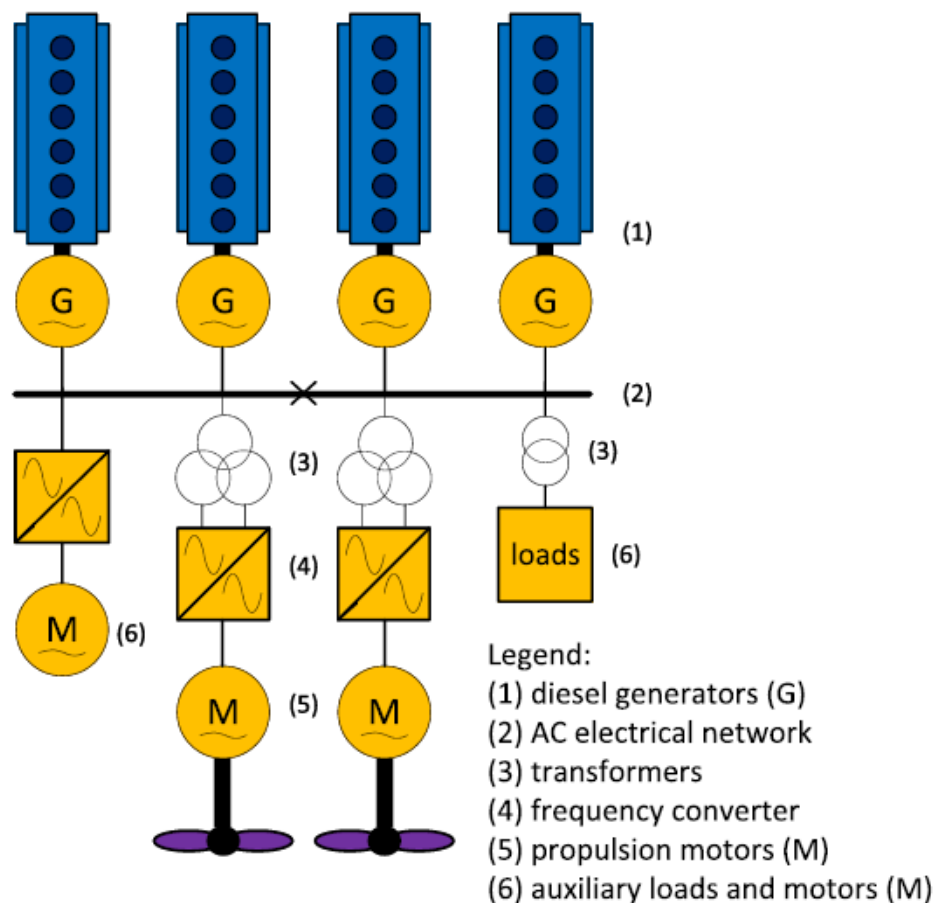 (1)
G G G G
(2)
(3) (3)
(4) loads (6)
M (6)
(5)
M M
Legend:
(1) diesel generators (G)
(2) AC electrical network
(3) transformers
(4) frequency converter
(5) propulsion motors (M)
(6) auxiliary loads and motors (M)